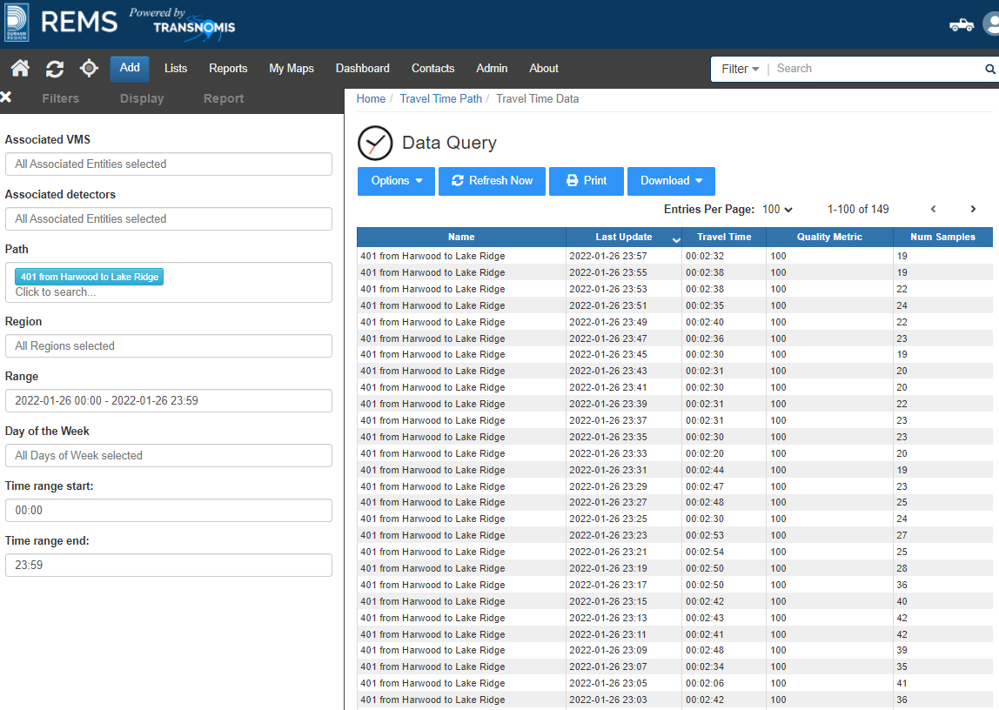 DURHAM
REGION
REMS
Powered by
TRANSNOMIS
Add Lists Reports My Maps Dashboard Contacts Admin About
Filter Search
Filters Display Report
Associated VMS
All Associated Entities selected
Associated detectors
All Associated Entities selected
Path
401 from Harwood to Lake Ridge
Click to search...
Region
All Regions selected
Range
2022-01-26 00:00 - 2022-01-26 23:59
Day of the Week
All Days of Week selected
Time range start:
00:00
Time range end:
23:59
Home / Travel Time Path / Travel Time Data
Data Query
Options Refresh Now Print Download
Entries Per Page: 100 1-100 of 149
Name Last Update Travel Time Quality Metric Num Samples
401 from Harwood to Lake Ridge 2022-01-26 23:57 00:02:32 100 19
401 from Harwood to Lake Ridge 2022-01-26 23:55 00:02:38 100 19
401 from Harwood to Lake Ridge 2022-01-26 23:53 00:02:38 100 22
401 from Harwood to Lake Ridge 2022-01-26 23:51 00:02:35 100 24
401 from Harwood to Lake Ridge 2022-01-26 23:49 00:02:40 100 22
401 from Harwood to Lake Ridge 2022-01-26 23:47 00:02:36 100 23
401 from Harwood to Lake Ridge 2022-01-26 23:45 00:02:30 100 19
401 from Harwood to Lake Ridge 2022-01-26 23:43 00:02:31 100 20
401 from Harwood to Lake Ridge 2022-01-26 23:41 00:02:30 100 20
401 from Harwood to Lake Ridge 2022-01-26 23:39 00:02:31 100 22
401 from Harwood to Lake Ridge 2022-01-26 23:37 00:02:31 100 23
401 from Harwood to Lake Ridge 2022-01-26 23:35 00:02:30 100 23
401 from Harwood to Lake Ridge 2022-01-26 23:33 00:02:20 100 20
401 from Harwood to Lake Ridge 2022-01-26 23:31 00:02:44 100 19
401 from Harwood to Lake Ridge 2022-01-26 23:29 00:02:47 100 23
401 from Harwood to Lake Ridge 2022-01-26 23:27 00:02:48 100 25
401 from Harwood to Lake Ridge 2022-01-26 23:25 00:02:30 100 24
401 from Harwood to Lake Ridge 2022-01-26 23:23 00:02:53 100 27
401 from Harwood to Lake Ridge 2022-01-26 23:21 00:02:54 100 25
401 from Harwood to Lake Ridge 2022-01-26 23:19 00:02:50 100 28
401 from Harwood to Lake Ridge 2022-01-26 23:17 00:02:50 100 36
401 from Harwood to Lake Ridge 2022-01-26 23:15 00:02:42 100 40
401 from Harwood to Lake Ridge 2022-01-26 23:13 00:02:43 100 42
401 from Harwood to Lake Ridge 2022-01-26 23:11 00:02:41 100 42
401 from Harwood to Lake Ridge 2022-01-26 23:09 00:02:48 100 39
401 from Harwood to Lake Ridge 2022-01-26 23:07 00:02:34 100 35
401 from Harwood to Lake Ridge 2022-01-26 23:05 00:02:06 100 41
401 from Harwood to Lake Ridge 2022-01-26 23:03 00:02:42 100 36